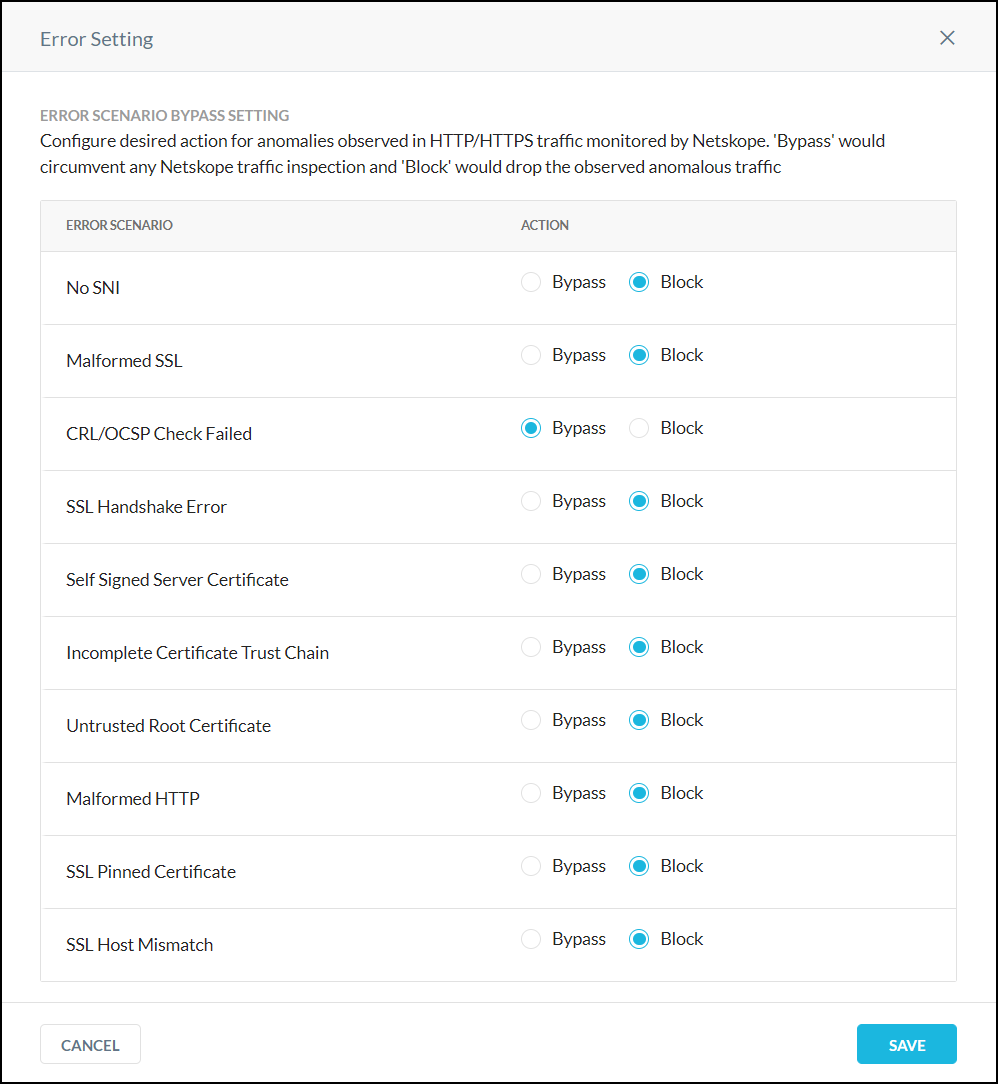 Error Setting
ERROR SCENARIO BYPASS SETTING
Configure desired action for anomalies observed in HTTP/HTTPS traffic monitored by Netskope. 'Bypass' would
circumvent any Netskope traffic inspection and 'Block' would drop the observed anomalous traffic
ERROR SCENARIO ACTION
No SNI Bypass Block
Malformed SSL Bypass Block
CRL/OCSP Check Failed Bypass Block
SSL Handshake Error Bypass Block
Self Signed Server Certificate Bypass Block
Incomplete Certificate Trust Chain Bypass Block
Untrusted Root Certificate Bypass Block
Malformed HTTP Bypass Block
SSL Pinned Certificate Bypass Block
SSL Host Mismatch Bypass Block
CANCEL SAVE